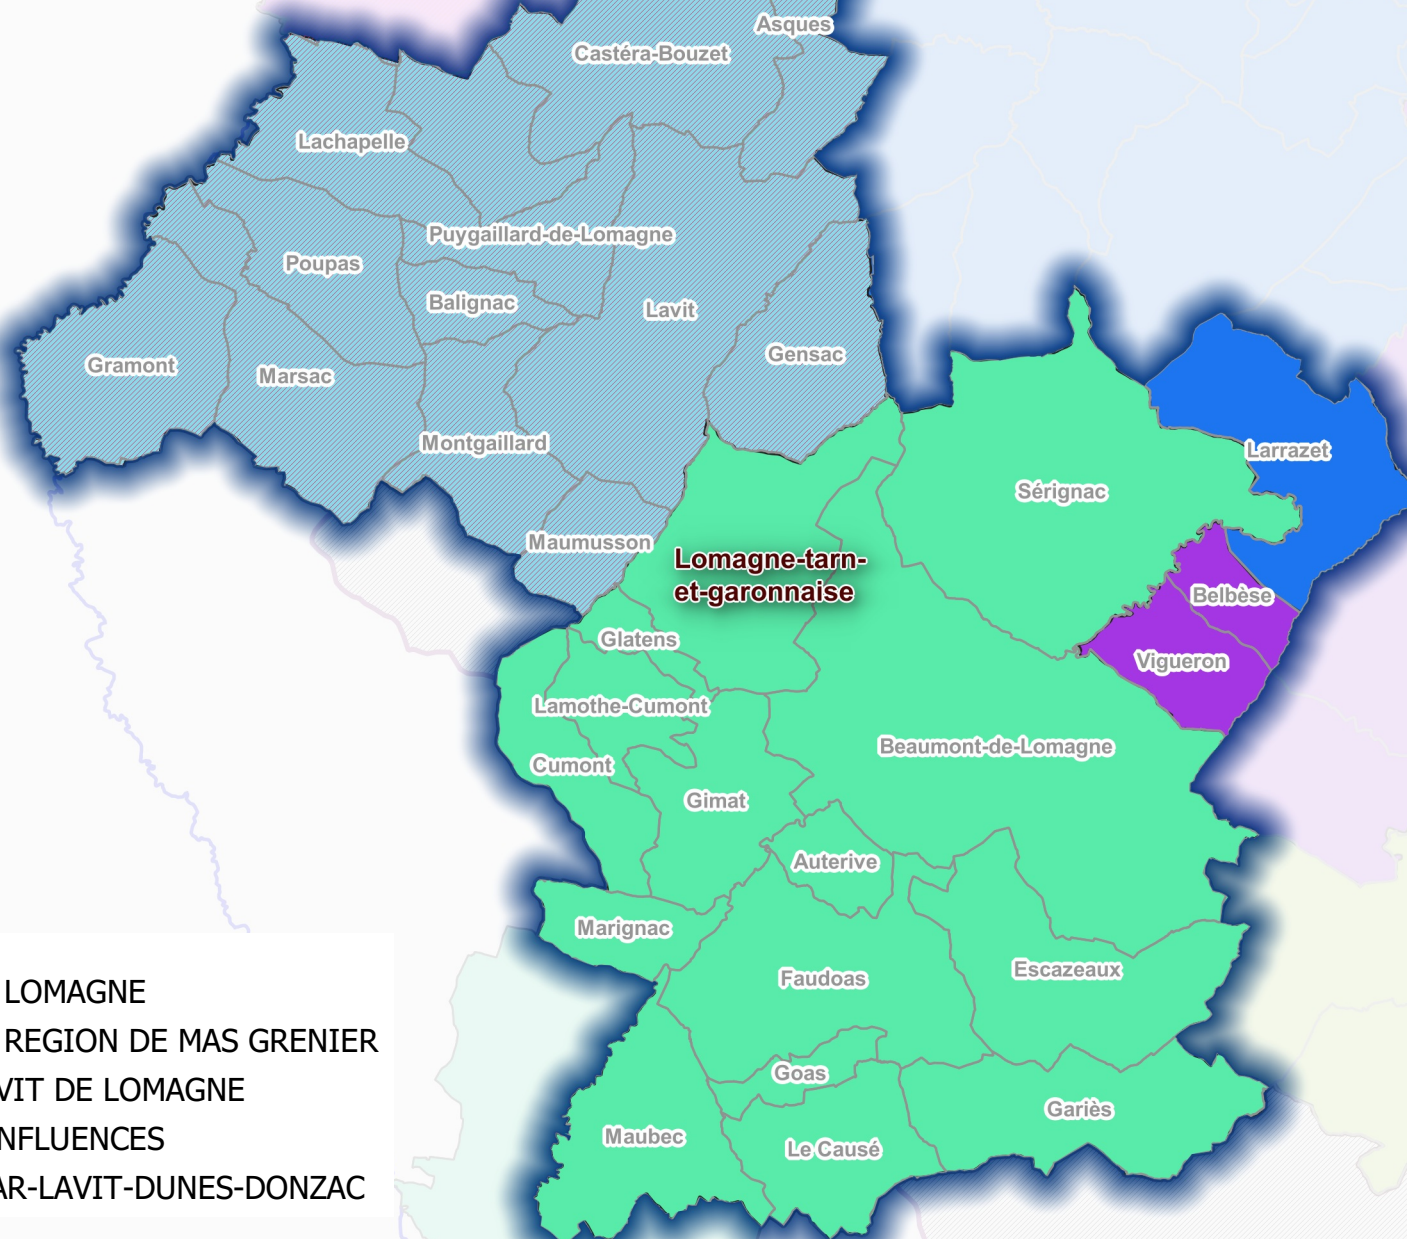 Asques
Castéra-Bouzet
Lachapelle
Puygaillard-de-Lomagne
Poupas
Balignac
Lavit
Gensac
Gramont
Marsac
Montgaillard
Larrazet
Sérignac
Maumusson
Lomagne-tarn-
et-garonnaise
Belbèse
Glatens
Vigueron
Lamothe-Cumont
Beaumont-de-Lomagne
Cumont
Gimat
Auterive
Marignac
Escazeaux
Faudoas
Goas
Gariès
Maubec
Le Causé
LOMAGNE
REGION DE MAS GRENIER
VIT DE LOMAGNE
NFLUENCES
AR-LAVIT-DUNES-DONZAC